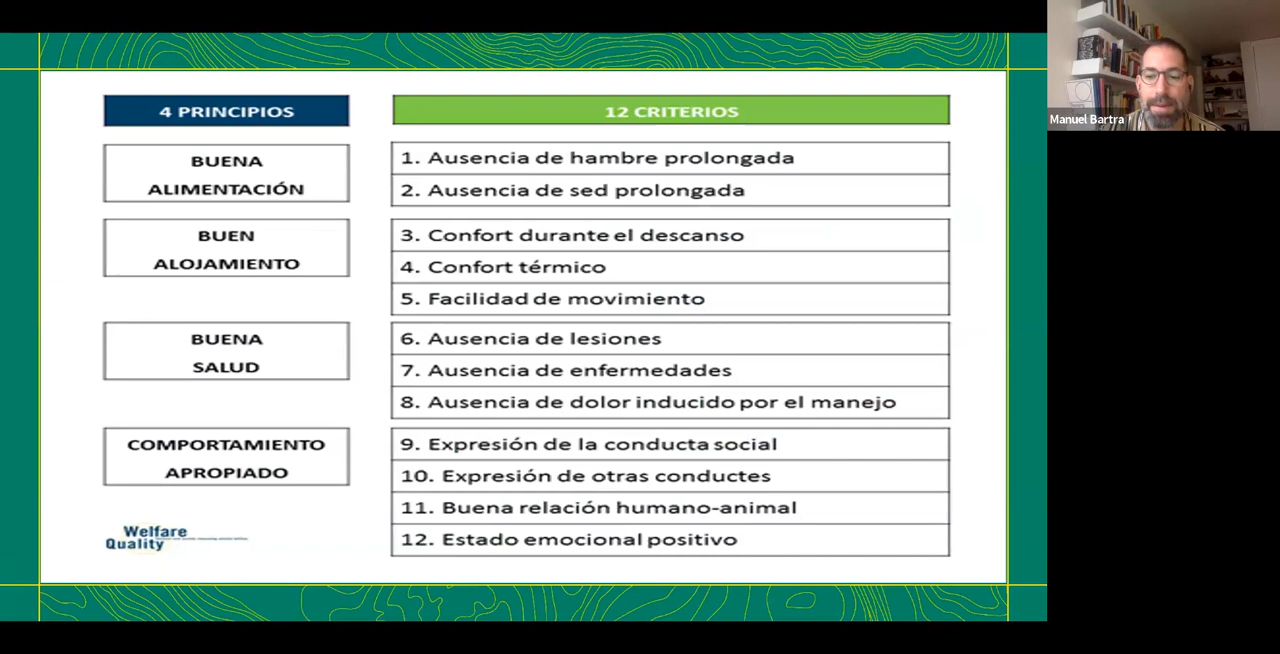 4 PRINCIPIOS
12 CRITERIOS
BUENA
ALIMENTACIÓN
1. Ausencia de hambre prolongada
2. Ausencia de sed prolongada
BUEN
ALOJAMIENTO
3. Confort durante el descanso
4. Confort térmico
5. Facilidad de movimiento
BUENA
SALUD
6. Ausencia de lesiones
7. Ausencia de enfermedades
8. Ausencia de dolor inducido por el manejo
COMPORTAMIENTO
APROPIADO
9. Expresión de la conducta social
10. Expresión de otras conductes
11. Buena relación humano-animal
12. Estado emocional positivo
Welfare
Quality
Manuel Bartra